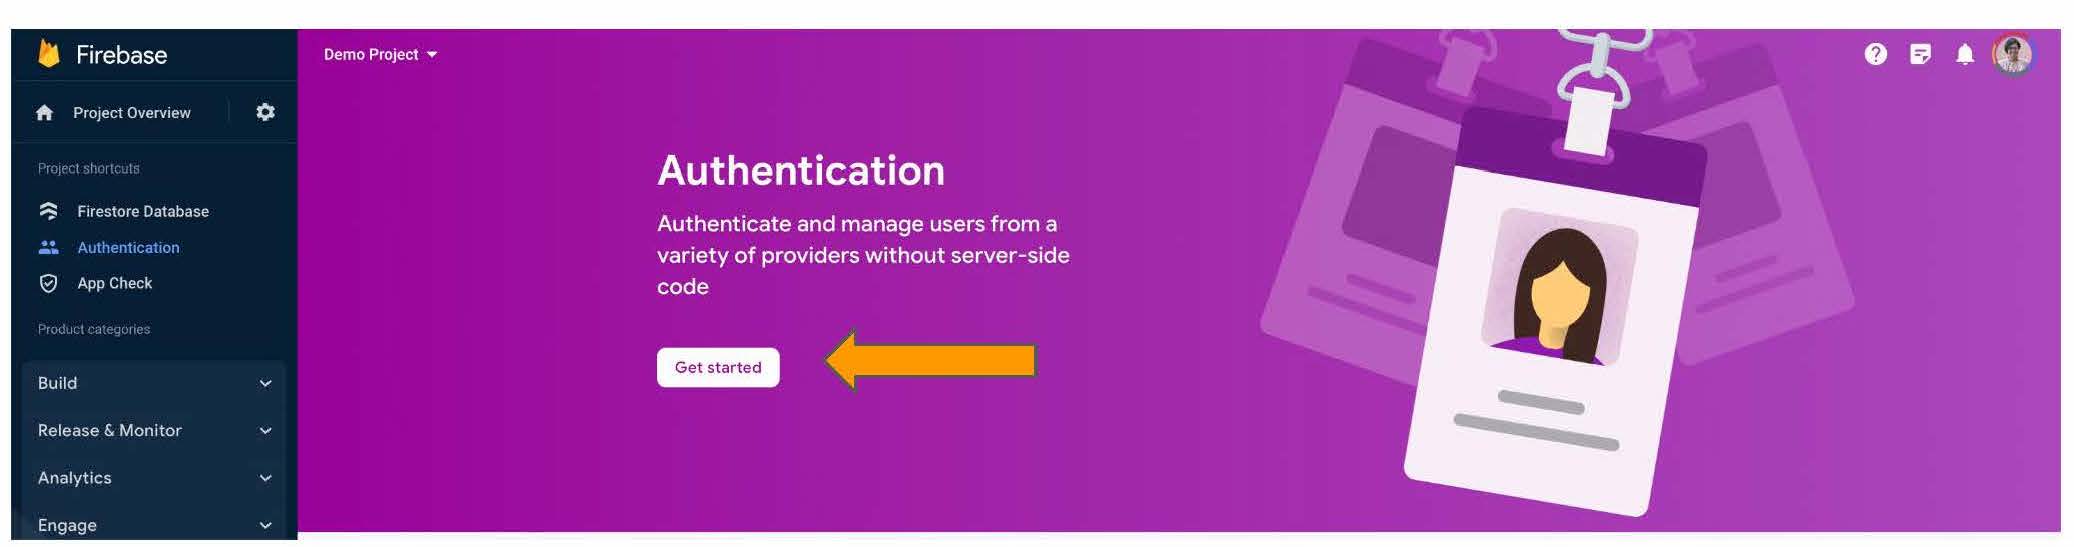 Firebase
Demo Project
Project Overview
Project shortcuts
Firestore Database
Authentication
App Check
Product categories
Build
Release & Monitor
Analytics
Engage
Authentication
Authenticate and manage users from a
variety of providers without server-side
code
Get started